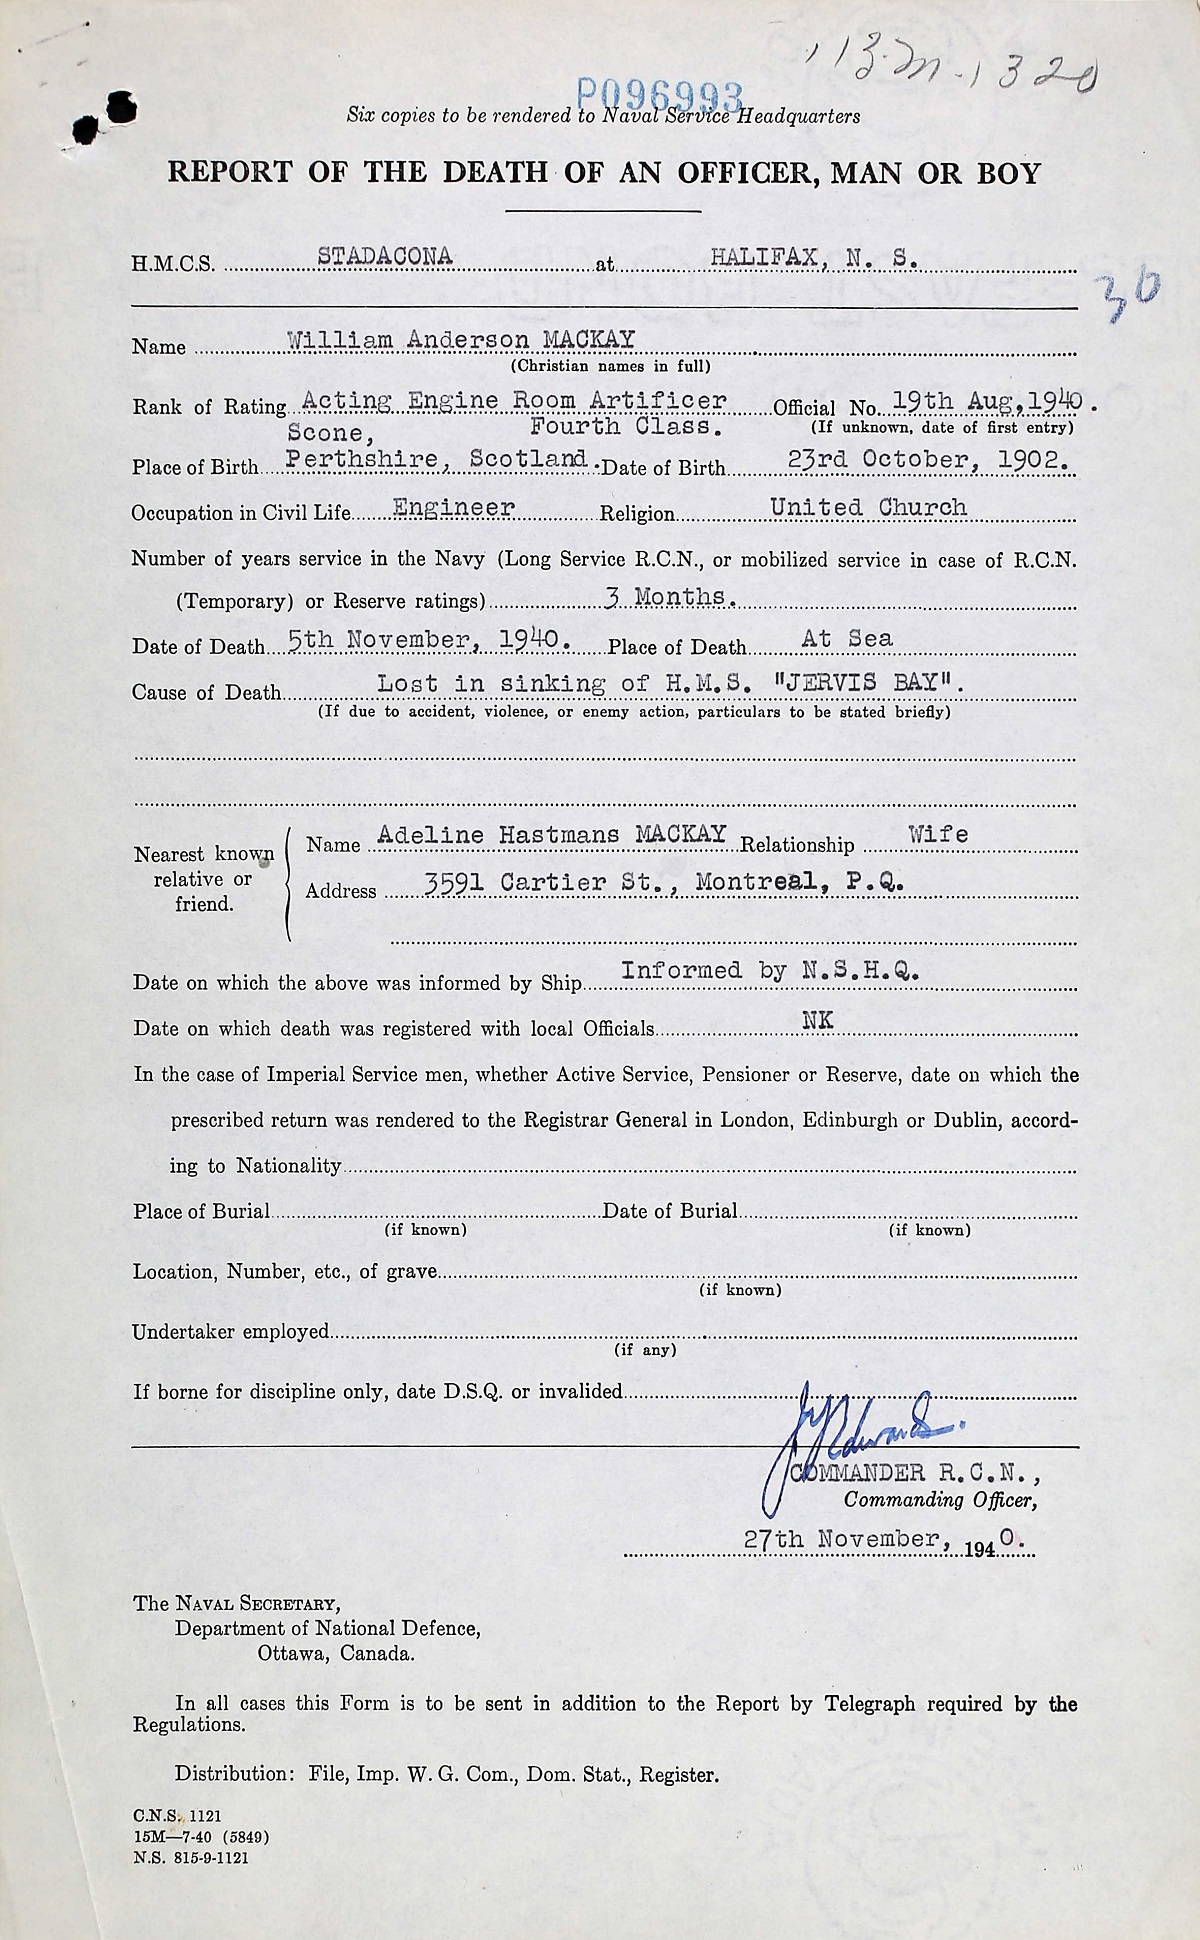 113-M-1320
P096993
Six copies to be rendered to Naval Service Headquarters
REPORT OF THE DEATH OF AN OFFICER, MAN OR BOY
H.M.C.S. STADACONA at HALIFAX, N. S.
30
Name William Anderson MACKAY
(Christian names in full)
Rank of Rating Acting Engine Room Artificer Official No. 19th Aug, 1940.
Fourth Class. (If unknown, date of first entry)
Scone,
Place of Birth Perthshire, Scotland. Date of Birth 23rd October, 1902.
Occupation in Civil Life Engineer Religion United Church
Number of years service in the Navy (Long Service R.C.N., or mobilized service in case of R.C.N.
(Temporary) or Reserve ratings) 3 Months.
Date of Death 5th November, 1940. Place of Death At Sea
Cause of Death Lost in sinking of H.M.S. "JERVIS BAY".
(If due to accident, violence, or enemy action, particulars to be stated briefly)
Nearest known relative or friend.
Name Adeline Hastmans MACKAY Relationship Wife
Address 3591 Cartier St., Montreal, P.Q.
Date on which the above was informed by Ship Informed by N.S.H.Q.
Date on which death was registered with local Officials NK
In the case of Imperial Service men, whether Active Service, Pensioner or Reserve, date on which the
prescribed return was rendered to the Registrar General in London, Edinburgh or Dublin, accord-
ing to Nationality
Place of Burial Date of Burial
(if known) (if known)
Location, Number, etc., of grave
(if known)
Undertaker employed
(if any)
If borne for discipline only, date D.S.Q. or invalided
Edwards.
COMMANDER R.C.N.,
Commanding Officer,
27th November, 1940.
The NAVAL SECRETARY,
Department of National Defence,
Ottawa, Canada.
In all cases this Form is to be sent in addition to the Report by Telegraph required by the
Regulations.
Distribution: File, Imp. W. G. Com., Dom. Stat., Register.
C.N.S. 1121
15M—7-40 (5849)
N.S. 815-9-1121